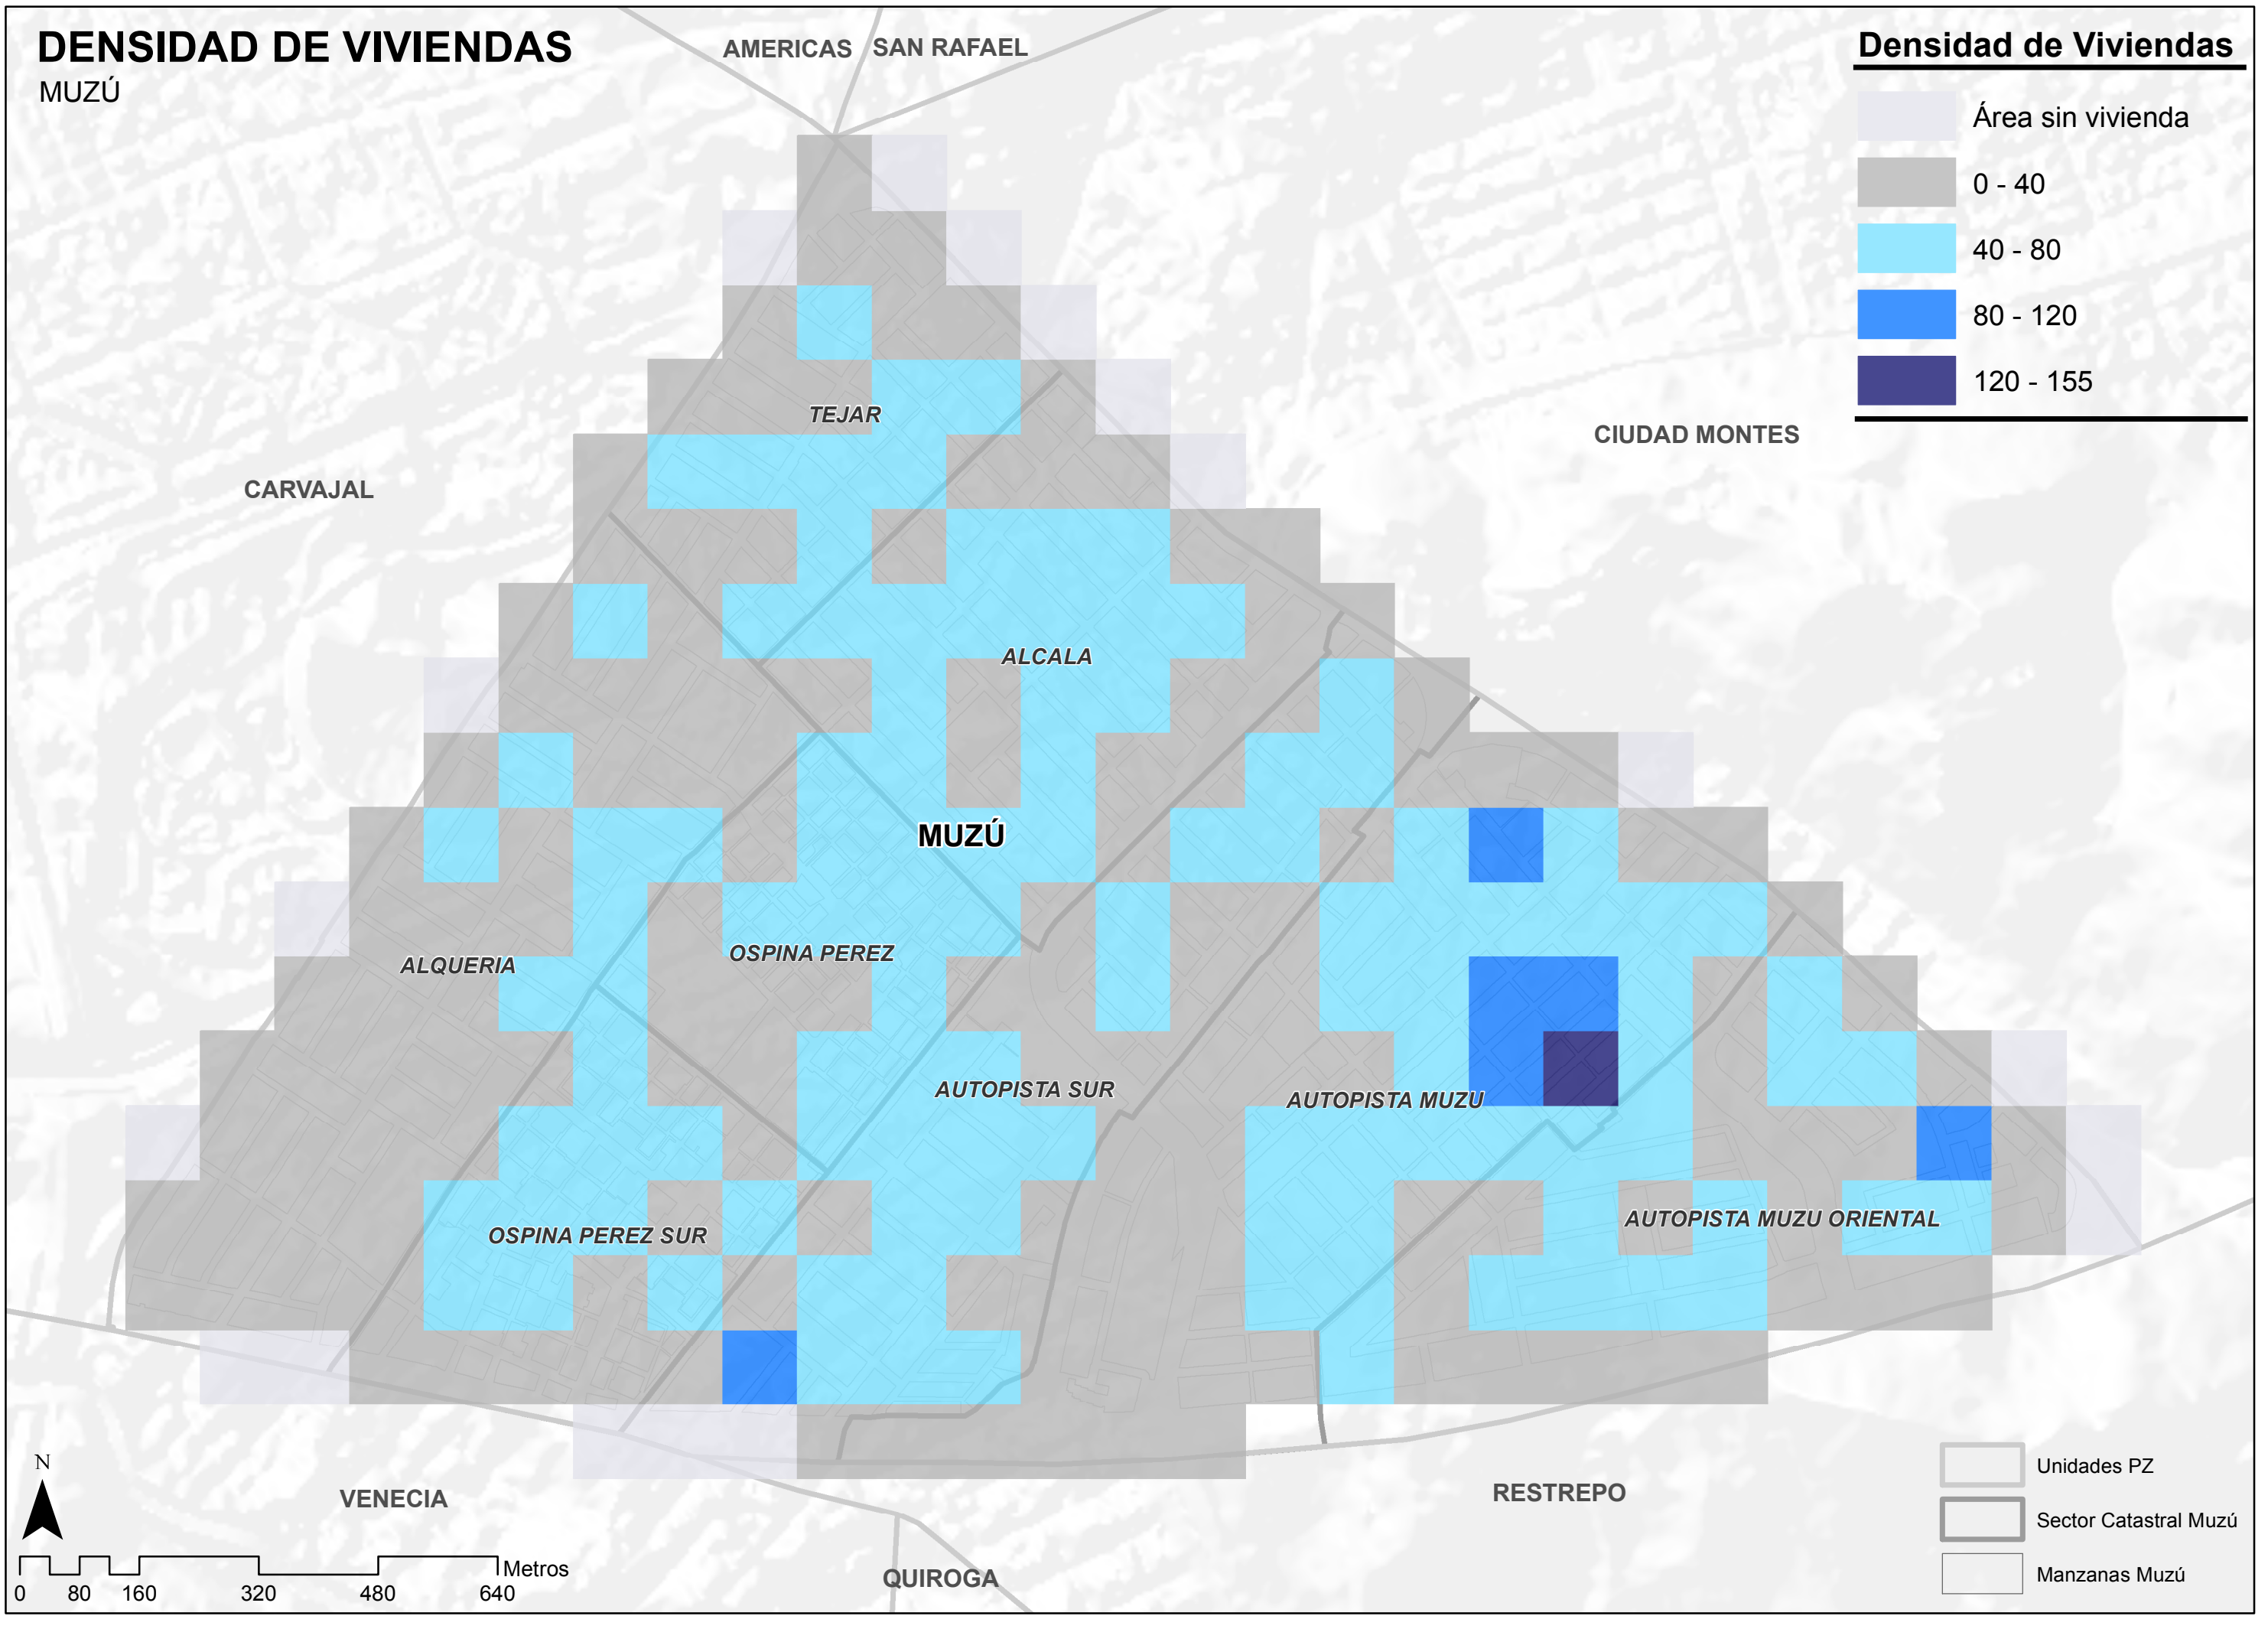 DENSIDAD DE VIVIENDAS
MUZÚ
AMERICAS
SAN RAFAEL
Densidad de Viviendas
Área sin vivienda
0 - 40
40 - 80
80 - 120
120 - 155
CIUDAD MONTES
CARVAJAL
TEJAR
ALCALA
MUZÚ
OSPINA PEREZ
ALQUERIA
AUTOPISTA SUR
AUTOPISTA MUZU
OSPINA PEREZ SUR
AUTOPISTA MUZU ORIENTAL
VENECIA
RESTREPO
QUIROGA
N
Metros
0 80 160 320 480 640
Unidades PZ
Sector Catastral Muzú
Manzanas Muzú